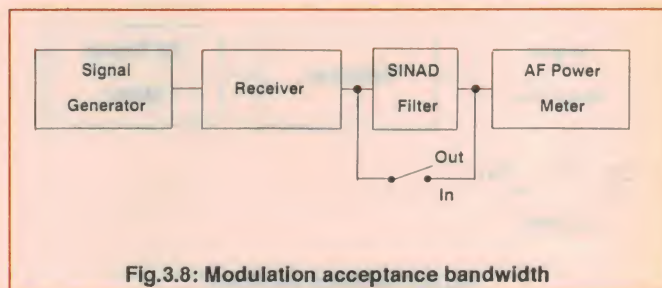 Signal
Generator
Receiver
SINAD
Filter
AF Power
Meter
Out
In
Fig.3.8: Modulation acceptance bandwidth